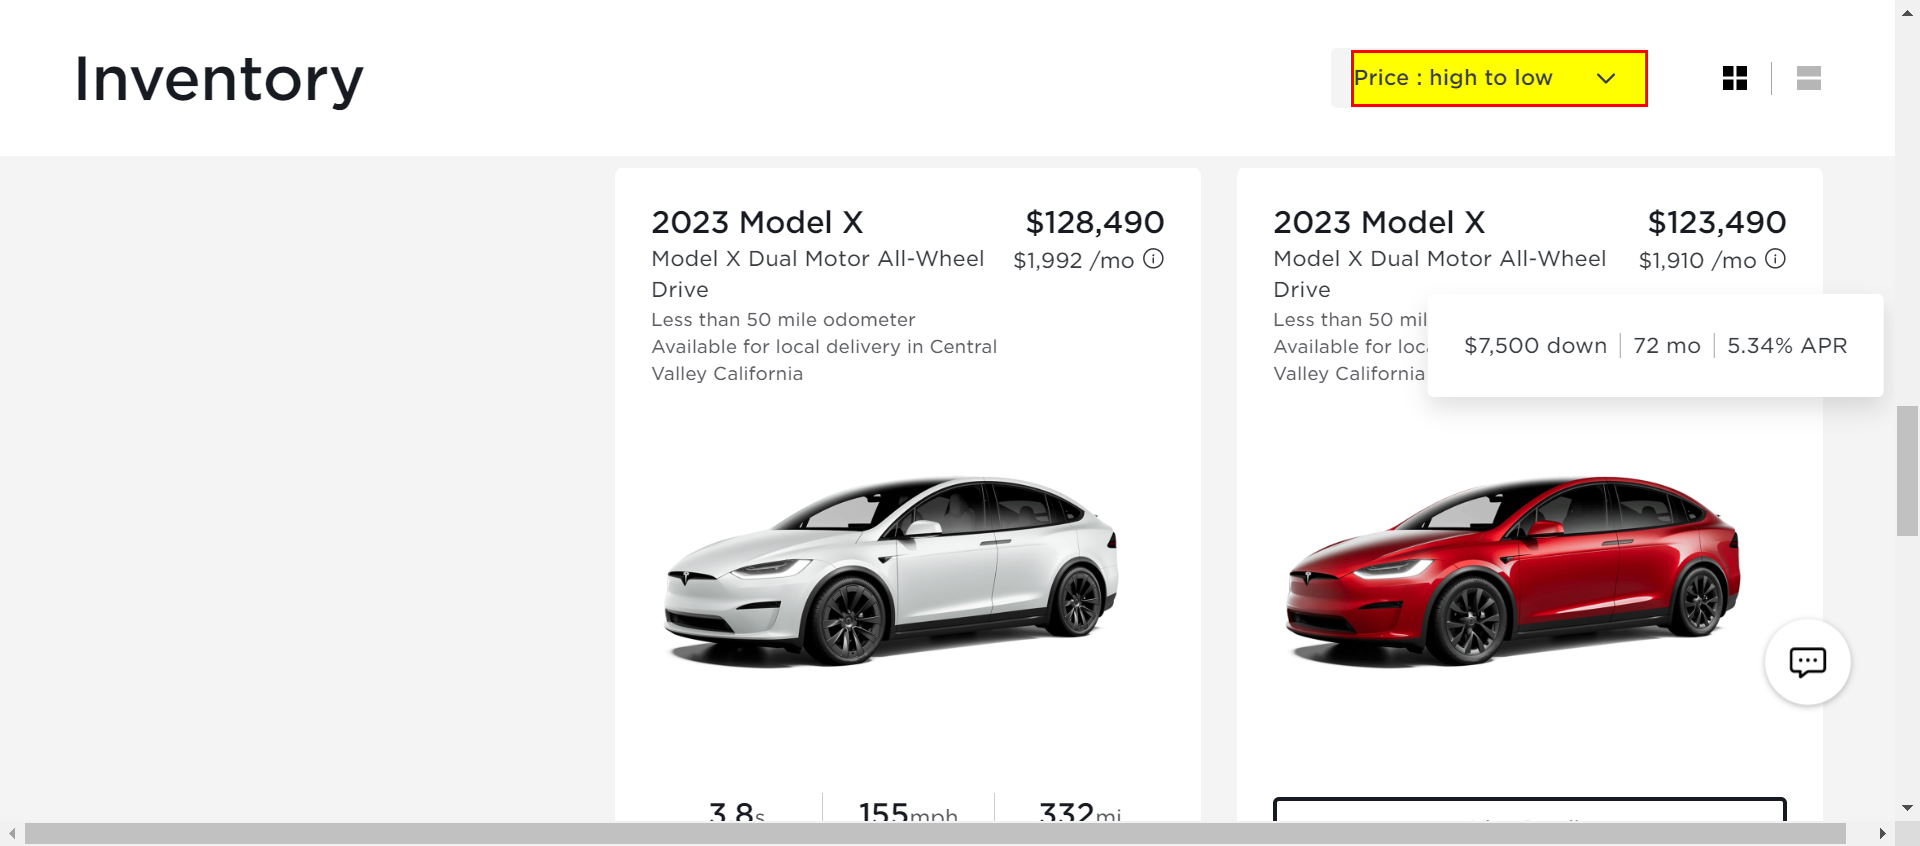 Inventory
Price : high to low
2023 Model X
$128,490
Model X Dual Motor All-Wheel
Drive
$1,992 /mo
Less than 50 mile odometer
Available for local delivery in Central
Valley California
3.8s
155mph
332mi
2023 Model X
$123,490
Model X Dual Motor All-Wheel
Drive
$1,910 /mo
Less than 50 mil
Available for loc
Valley California
$7,500 down | 72 mo | 5.34% APR